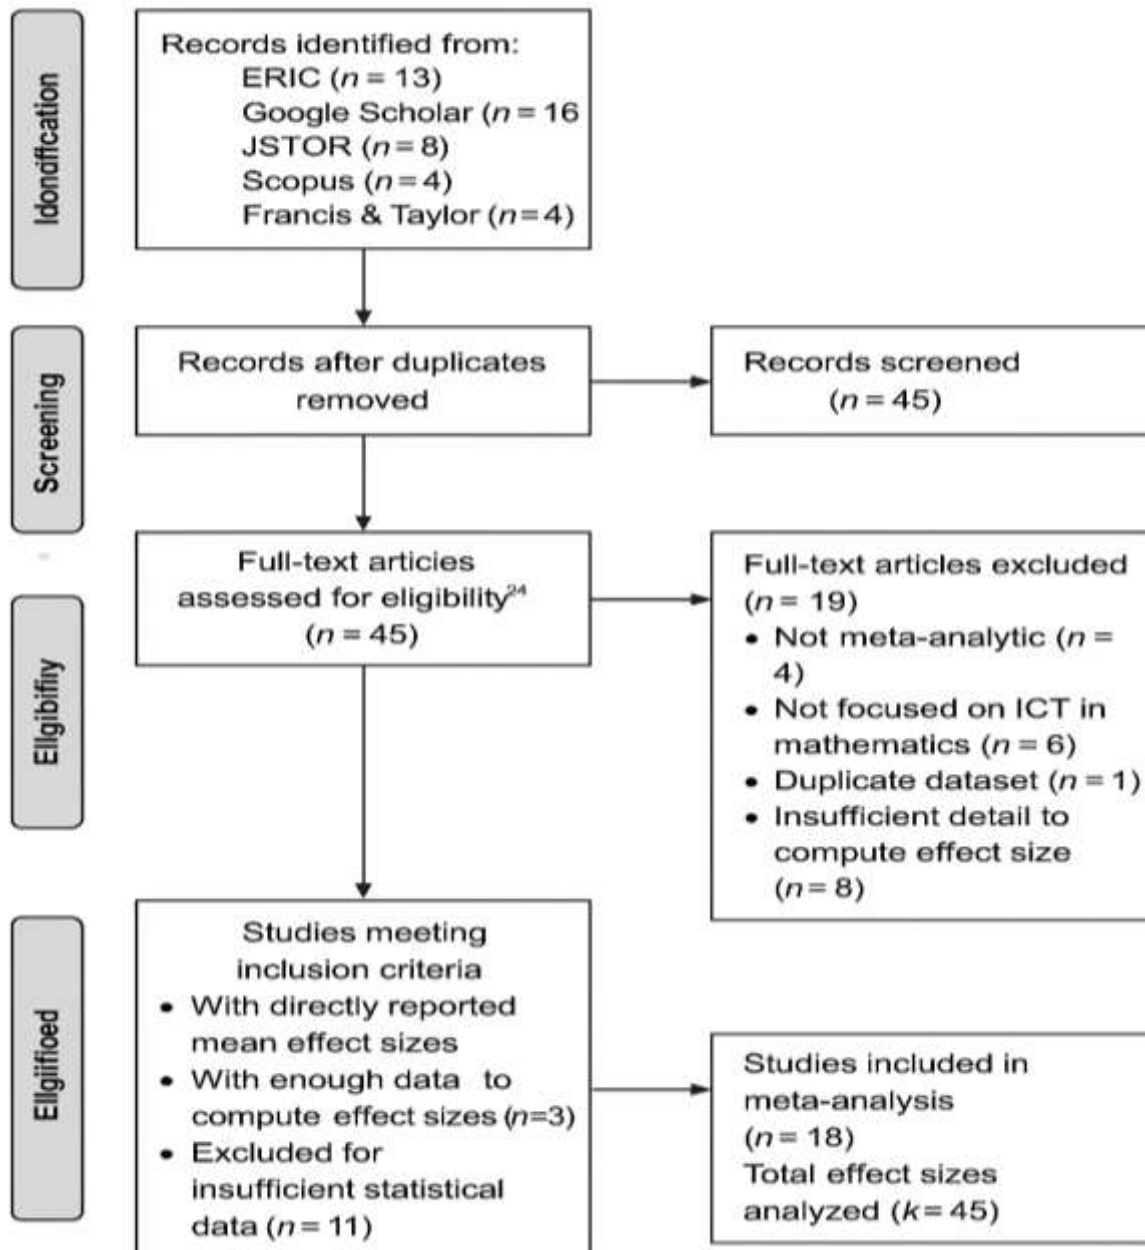 Idondification
Records identified from:
ERIC (n = 13)
Google Scholar (n = 16
JSTOR (n = 8)
Scopus (n = 4)
Francis & Taylor (n = 4)
Screening
Records after duplicates
removed
Records screened
(n = 45)
Full-text articles
assessed for eligibility²⁴
(n = 45)
Full-text articles excluded
(n = 19)
• Not meta-analytic (n =
4)
• Not focused on ICT in
mathematics (n = 6)
• Duplicate dataset (n = 1)
• Insufficient detail to
compute effect size
(n = 8)
Studies meeting
inclusion criteria
• With directly reported
mean effect sizes
• With enough data to
compute effect sizes (n=3)
• Excluded for
insufficient statistical
data (n = 11)
Studies included in
meta-analysis
(n = 18)
Total effect sizes
analyzed (k = 45)